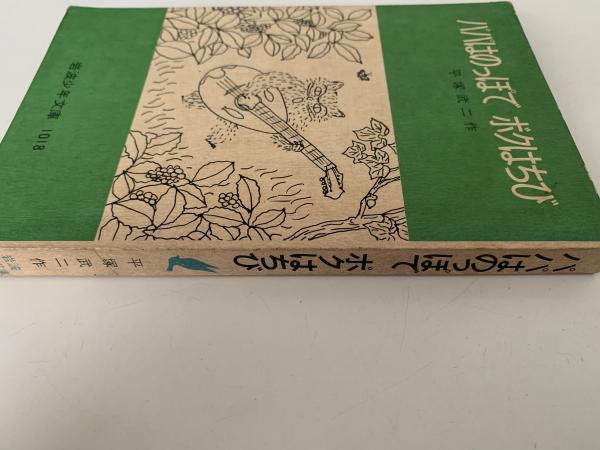 パパはのっぽで ボクはちび
平塚武二作
岩波少年文庫 1018
パパはのっぽで ボクはちび
平塚武二作